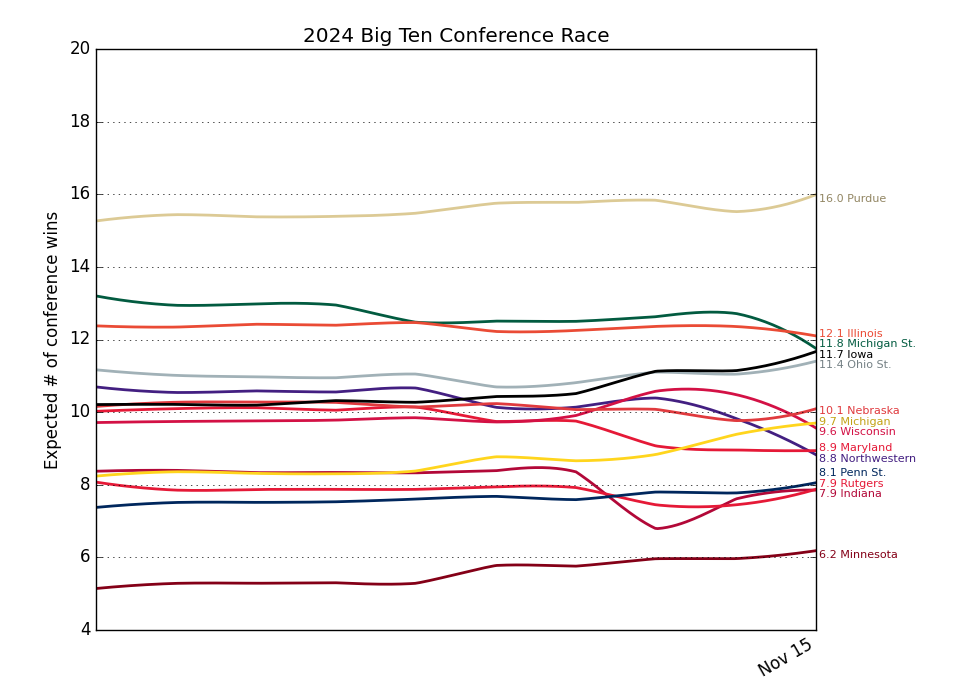 2024 Big Ten Conference Race
Expected # of conference wins
20
18
16
14
12
10
8
6
4
16.0 Purdue
12.1 Illinois
11.8 Michigan St.
11.7 Iowa
11.4 Ohio St.
10.1 Nebraska
9.7 Michigan
9.6 Wisconsin
8.9 Maryland
8.8 Northwestern
8.1 Penn St.
7.9 Rutgers
7.9 Indiana
6.2 Minnesota
Nov 15